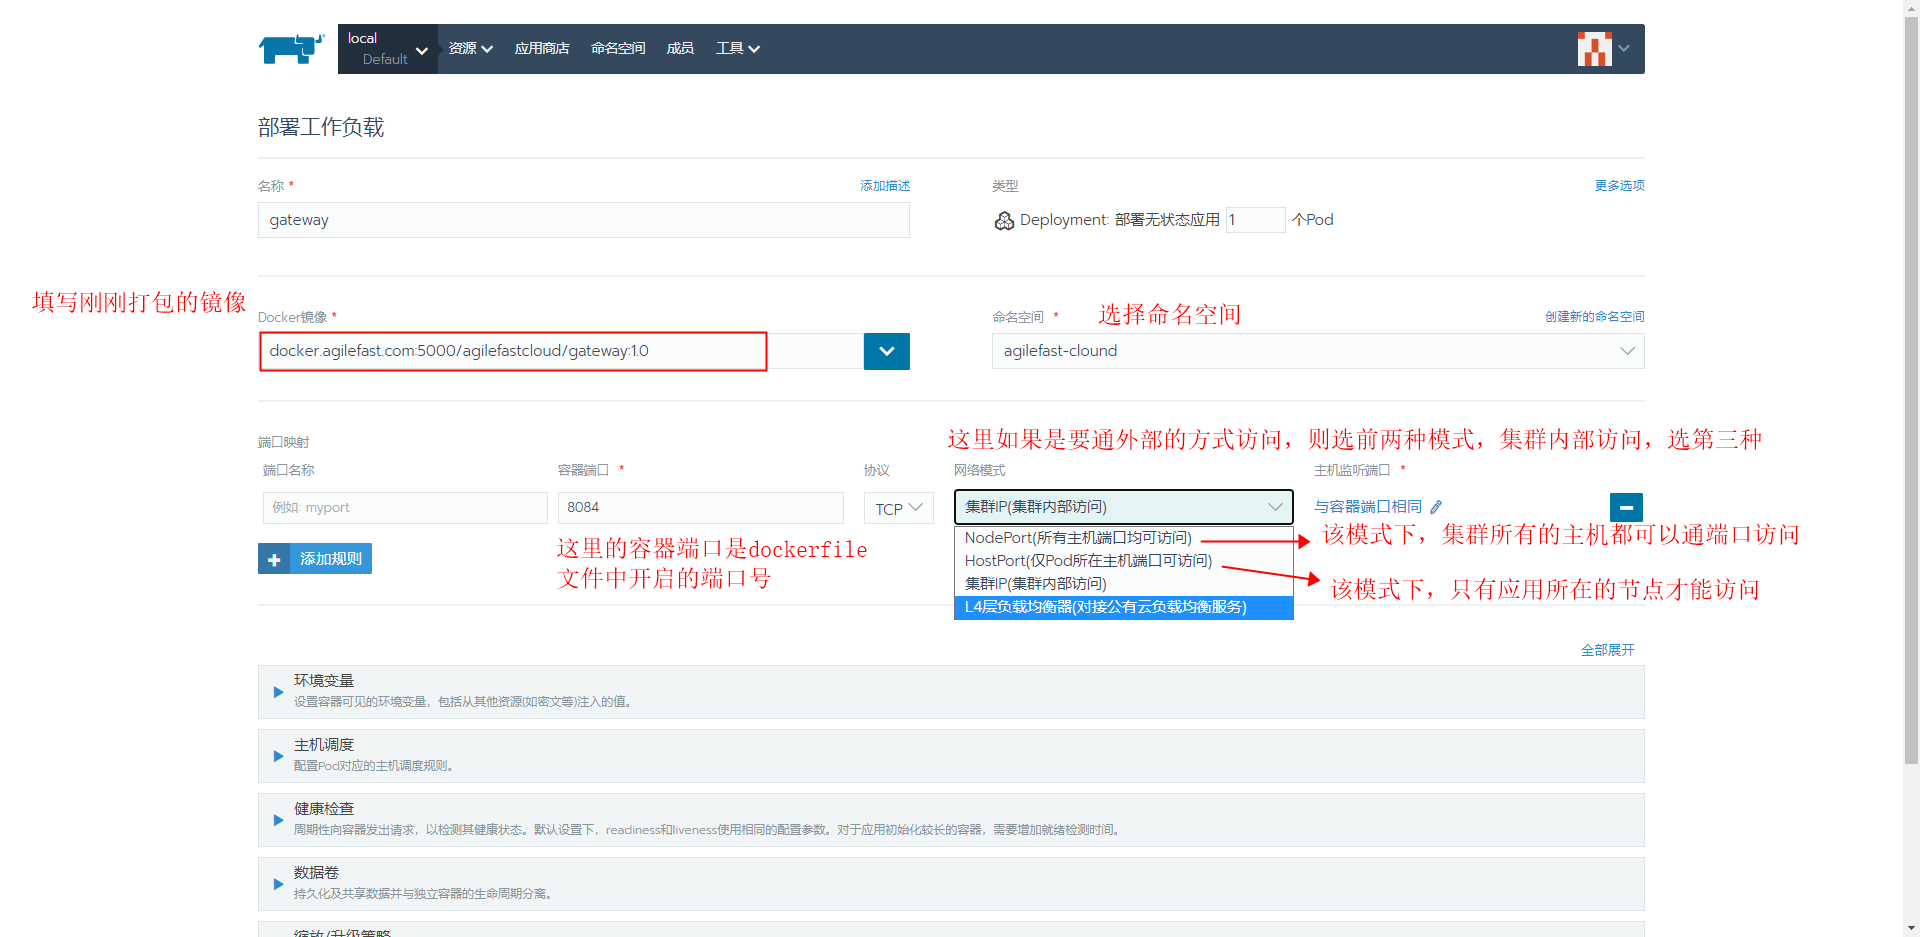 local
Default
资源
应用商店
命名空间
成员
工具
部署工作负载
名称 *
添加描述
类型
更多选项
gateway
Deployment: 部署无状态应用 1 个Pod
填写刚刚打包的镜像
Docker镜像 *
命名空间 *
选择命名空间
创建新的命名空间
docker.agilefast.com:5000/agilefastcloud/gateway:1.0
agilefast-clound
这里如果是要通外部的方式访问，则选前两种模式，集群内部访问，选第三种
端口映射
端口名称
容器端口 *
协议
网络模式
主机监听端口 *
例如: myport
8084
TCP
集群IP(集群内部访问)
与容器端口相同
NodePort(所有主机端口均可访问)
该模式下，集群所有的主机都可以通端口访问
HostPort(仅Pod所在主机端口可访问)
集群IP(集群内部访问)
该模式下，只有应用所在的节点才能访问
L4层负载均衡器(对接公有云负载均衡服务)
添加规则
这里的容器端口是dockerfile
文件中开启的端口号
全部展开
环境变量
设置容器可见的环境变量，包括从其他资源(如密文等)注入的值。
主机调度
配置Pod对应的主机调度规则。
健康检查
周期性向容器发出请求，以检测其健康状态。默认设置下，readiness和liveness使用相同的配置参数。对于应用初始化较长的容器，需要增加就绪检测时间。
数据卷
持久化及共享数据并与独立容器的生命周期分离。
缩放/升级策略